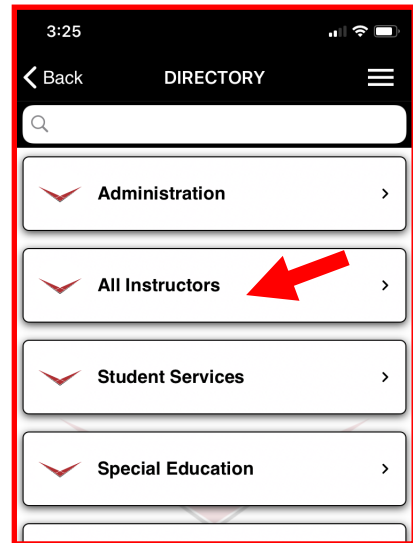 3:25
Back
DIRECTORY
Administration
All Instructors
Student Services
Special Education